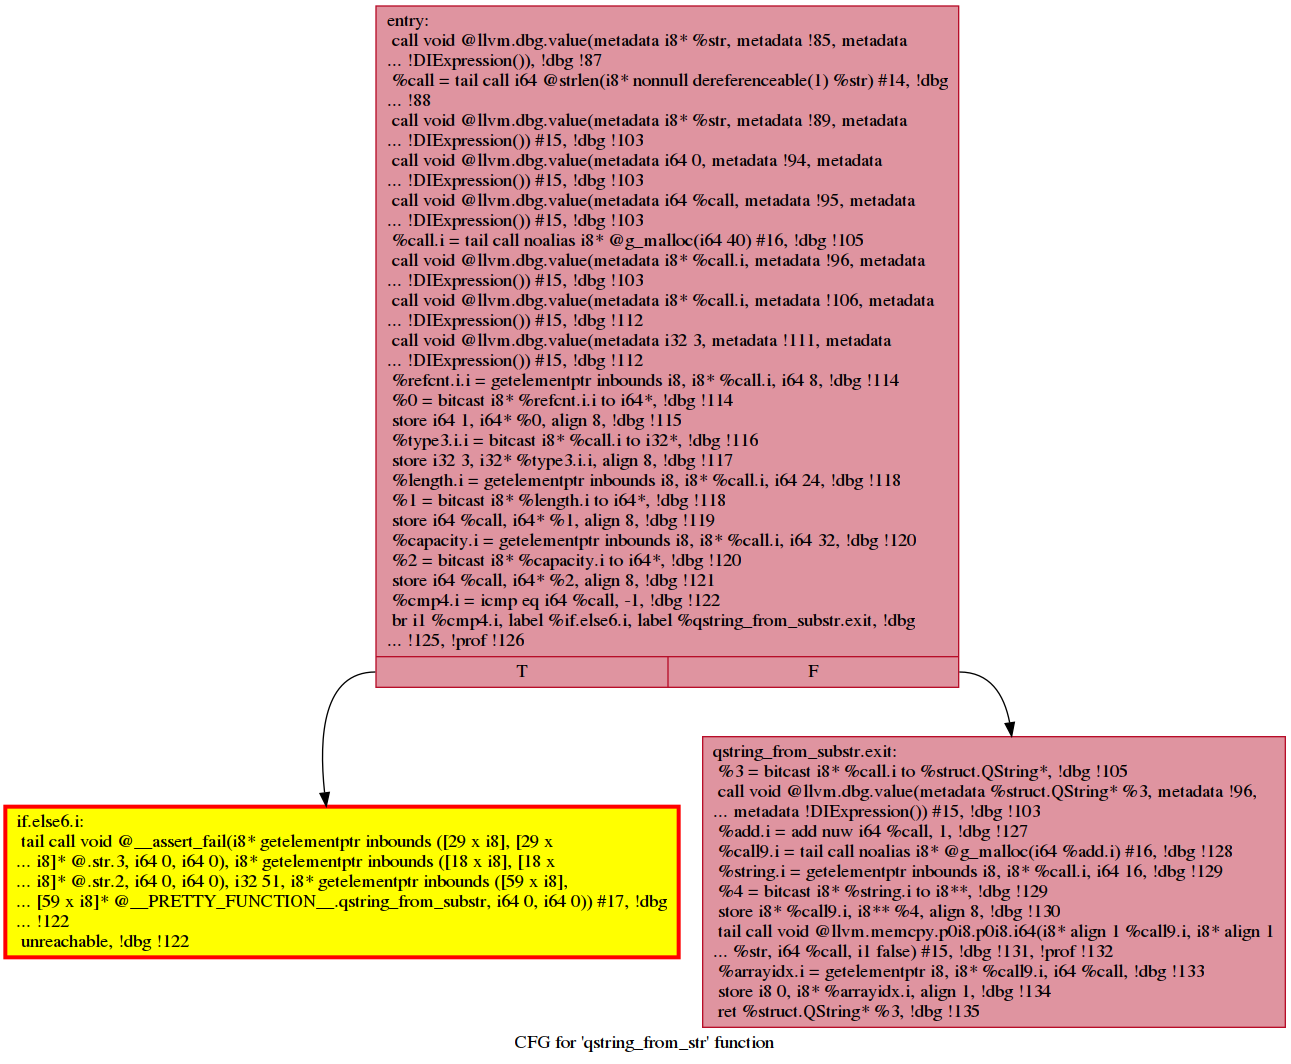 entry:
call void @llvm.dbg.value(metadata i8* %str, metadata !85, metadata
... !DIExpression()), !dbg !87
%call = tail call i64 @strlen(i8* nonnull dereferenceable(1) %str) #14, !dbg
... !88
call void @llvm.dbg.value(metadata i8* %str, metadata !89, metadata
... !DIExpression()) #15, !dbg !103
call void @llvm.dbg.value(metadata i64 0, metadata !94, metadata
... !DIExpression()) #15, !dbg !103
call void @llvm.dbg.value(metadata i64 %call, metadata !95, metadata
... !DIExpression()) #15, !dbg !103
%call.i = tail call noalias i8* @g_malloc(i64 40) #16, !dbg !105
call void @llvm.dbg.value(metadata i8* %call.i, metadata !96, metadata
... !DIExpression()) #15, !dbg !103
call void @llvm.dbg.value(metadata i8* %call.i, metadata !106, metadata
... !DIExpression()) #15, !dbg !112
call void @llvm.dbg.value(metadata i32 3, metadata !111, metadata
... !DIExpression()) #15, !dbg !112
%refcnt.i.i = getelementptr inbounds i8, i8* %call.i, i64 8, !dbg !114
%0 = bitcast i8* %refcnt.i.i to i64*, !dbg !114
store i64 1, i64* %0, align 8, !dbg !115
%type3.i.i = bitcast i8* %call.i to i32*, !dbg !116
store i32 3, i32* %type3.i.i, align 8, !dbg !117
%length.i = getelementptr inbounds i8, i8* %call.i, i64 24, !dbg !118
%1 = bitcast i8* %length.i to i64*, !dbg !118
store i64 %call, i64* %1, align 8, !dbg !119
%capacity.i = getelementptr inbounds i8, i8* %call.i, i64 32, !dbg !120
%2 = bitcast i8* %capacity.i to i64*, !dbg !120
store i64 %call, i64* %2, align 8, !dbg !121
%cmp4.i = icmp eq i64 %call, -1, !dbg !122
br i1 %cmp4.i, label %if.else6.i, label %qstring_from_substr.exit, !dbg
... !125, !prof !126
T F
if.else6.i:
tail call void @__assert_fail(i8* getelementptr inbounds ([29 x i8], [29 x
... i8]* @.str.3, i64 0, i64 0), i8* getelementptr inbounds ([18 x i8], [18 x
... i8]* @.str.2, i64 0, i64 0), i32 51, i8* getelementptr inbounds ([59 x i8],
... [59 x i8]* @__PRETTY_FUNCTION__.qstring_from_substr, i64 0, i64 0)) #17, !dbg
... !122
unreachable, !dbg !122
qstring_from_substr.exit:
%3 = bitcast i8* %call.i to %struct.QString*, !dbg !105
call void @llvm.dbg.value(metadata %struct.QString* %3, metadata !96,
... metadata !DIExpression()) #15, !dbg !103
%add.i = add nuw i64 %call, 1, !dbg !127
%call9.i = tail call noalias i8* @g_malloc(i64 %add.i) #16, !dbg !128
%string.i = getelementptr inbounds i8, i8* %call.i, i64 16, !dbg !129
%4 = bitcast i8* %string.i to i8**, !dbg !129
store i8* %call9.i, i8** %4, align 8, !dbg !130
tail call void @llvm.memcpy.p0i8.p0i8.i64(i8* align 1 %call9.i, i8* align 1
... %str, i64 %call, i1 false) #15, !dbg !131, !prof !132
%arrayidx.i = getelementptr i8, i8* %call9.i, i64 %call, !dbg !133
store i8 0, i8* %arrayidx.i, align 1, !dbg !134
ret %struct.QString* %3, !dbg !135
CFG for 'qstring_from_str' function